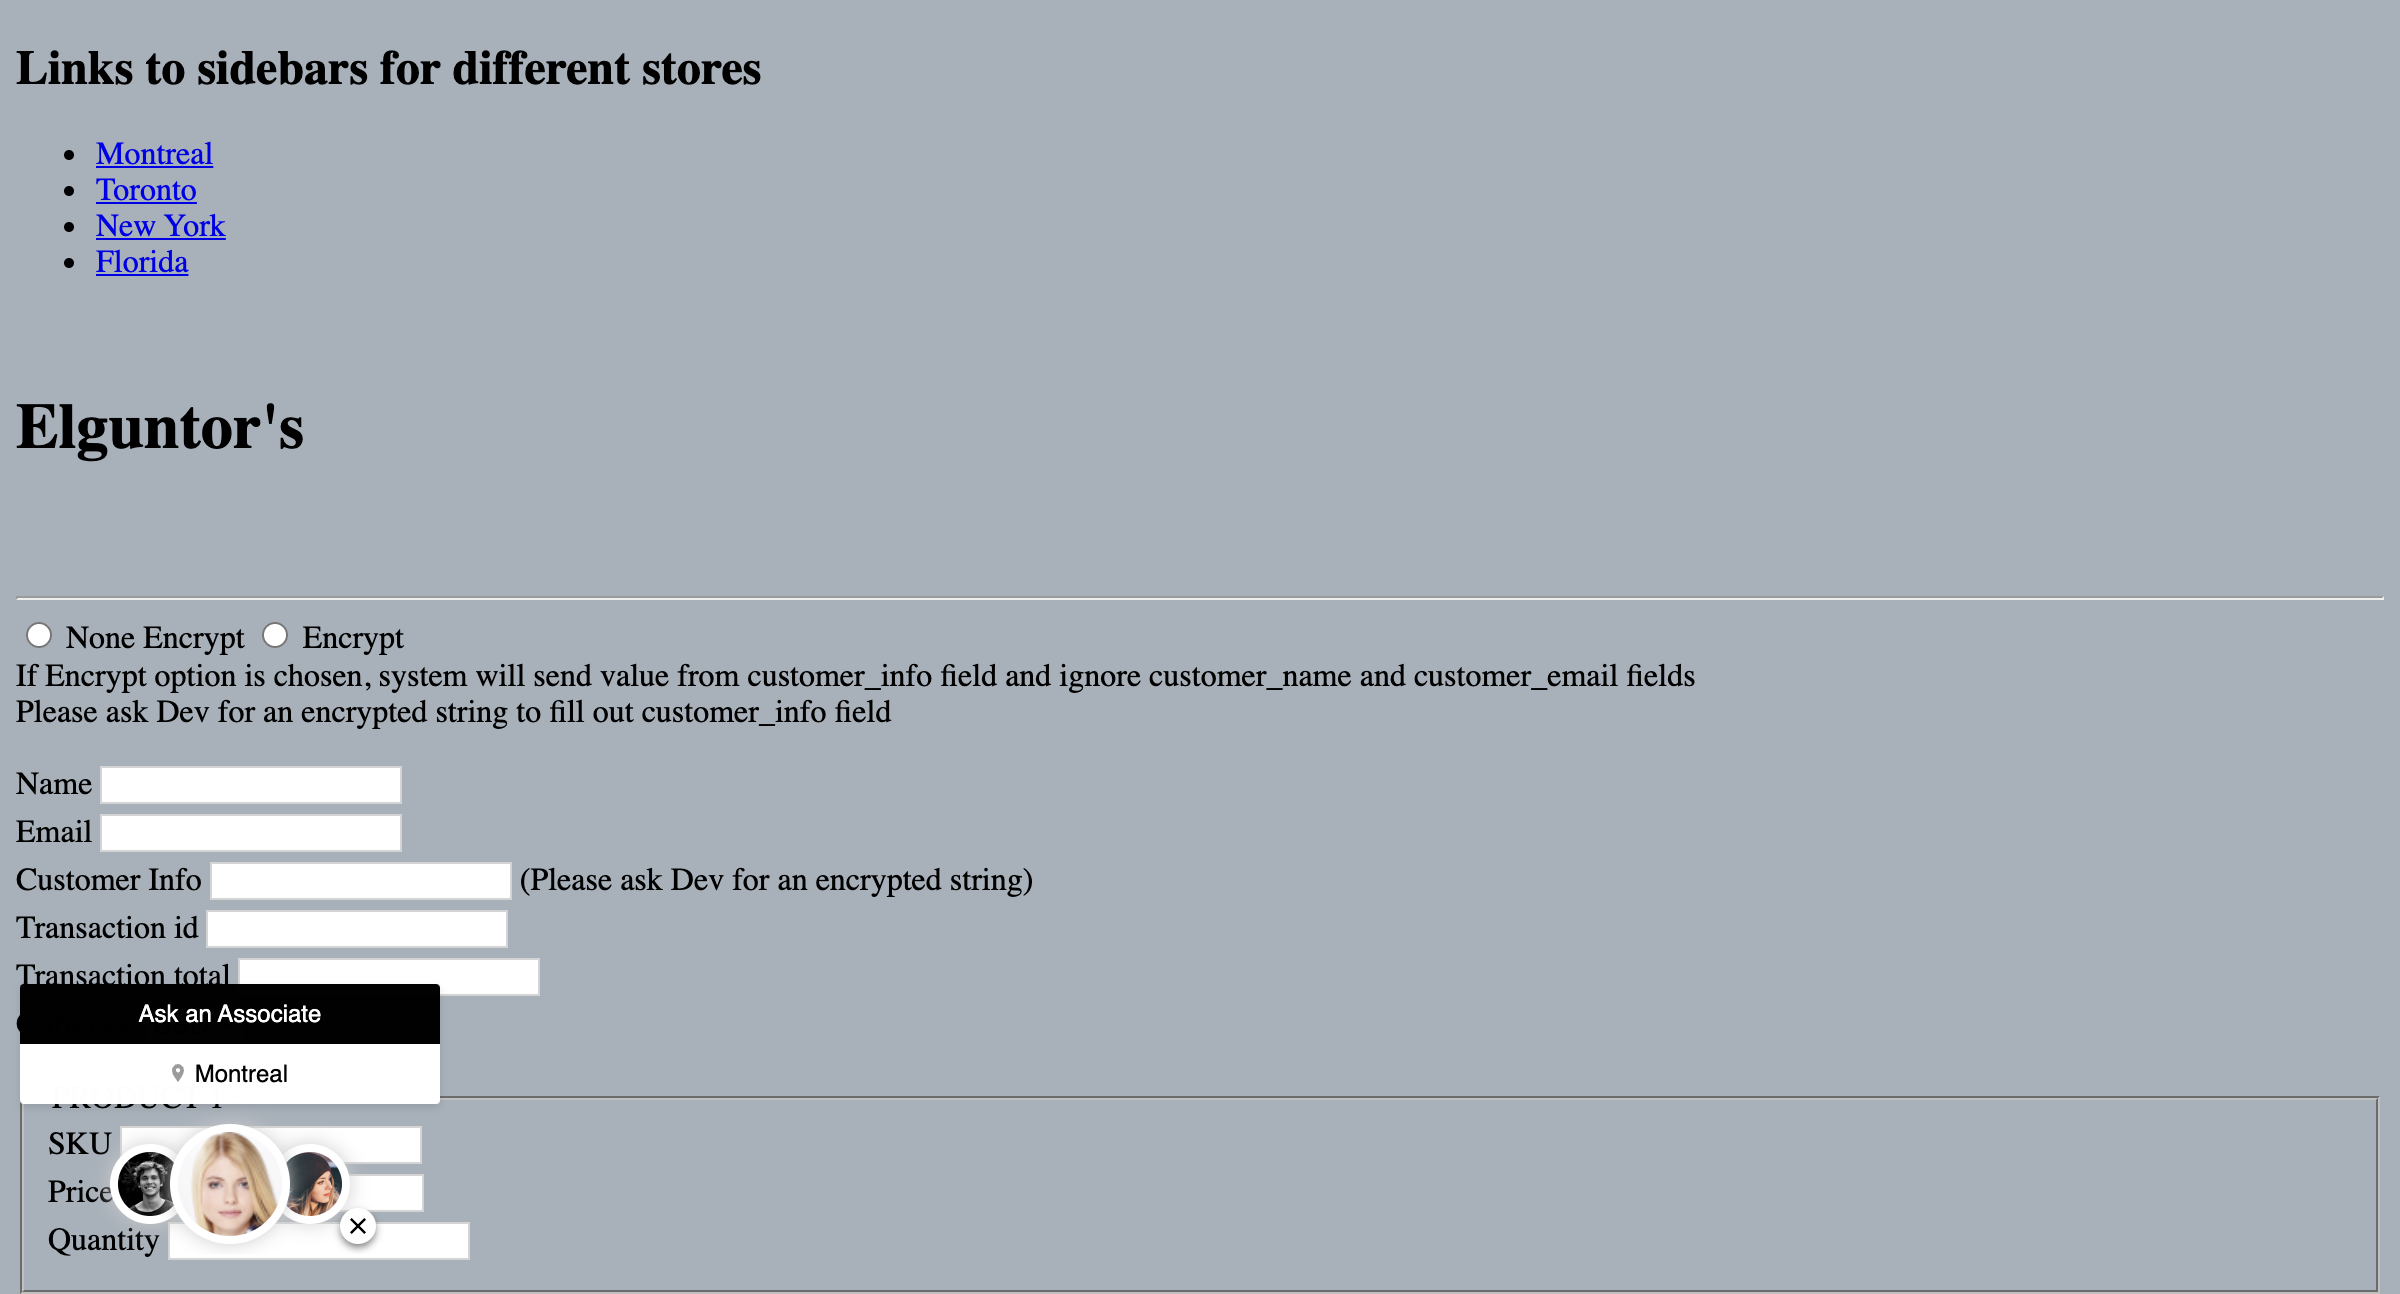 Links to sidebars for different stores
Montreal
Toronto
New York
Florida
Elguntor's
None Encrypt Encrypt
If Encrypt option is chosen, system will send value from customer_info field and ignore customer_name and customer_email fields
Please ask Dev for an encrypted string to fill out customer_info field
Name
Email
Customer Info (Please ask Dev for an encrypted string)
Transaction id
Transaction total
Ask an Associate
Montreal
SKU
Price
Quantity